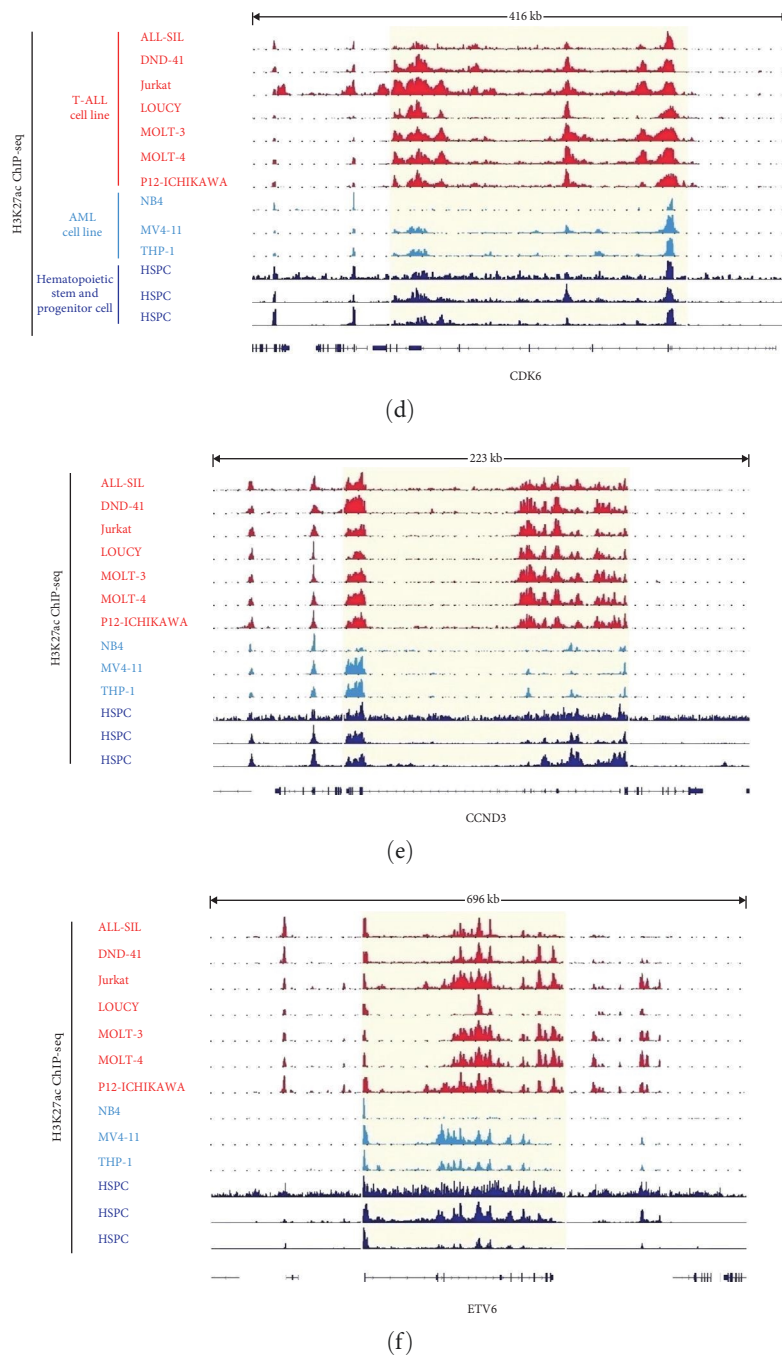 416 kb
H3K27ac ChIP-seq
T-ALL
cell line
ALL-SIL
DND-41
Jurkat
LOUCY
MOLT-3
MOLT-4
P12-ICHIKAWA
AML
cell line
NB4
MV4-11
THP-1
Hematopoietic
stem and
progenitor cell
HSPC
HSPC
HSPC
CDK6
(d)
223 kb
H3K27ac ChIP-seq
ALL-SIL
DND-41
Jurkat
LOUCY
MOLT-3
MOLT-4
P12-ICHIKAWA
NB4
MV4-11
THP-1
HSPC
HSPC
HSPC
CCND3
(e)
696 kb
H3K27ac ChIP-seq
ALL-SIL
DND-41
Jurkat
LOUCY
MOLT-3
MOLT-4
P12-ICHIKAWA
NB4
MV4-11
THP-1
HSPC
HSPC
HSPC
ETV6
(f)